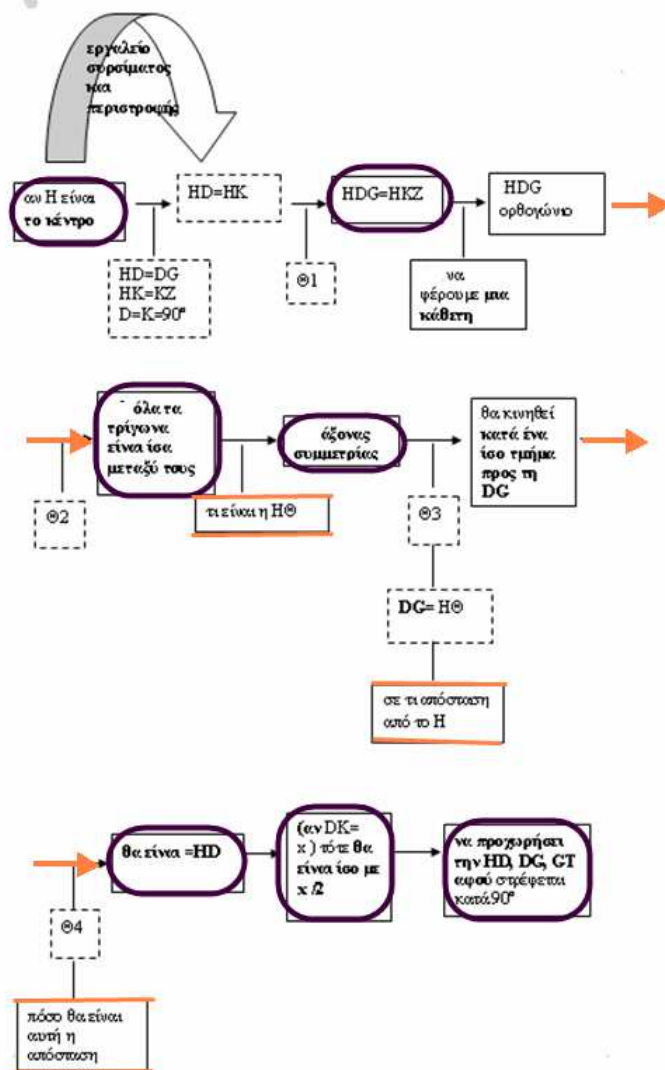 εργαλείο
συρσίματος
και
περιστροφής
αν Η είναι
το κέντρο
HD=HK
HD=DG
HK=KZ
D=K=90°
Θ1
HDG=HKZ
να
φέρουμε μια
κάθετη
HDG
ορθογώνιο
Θ2
όλα τα
τρίγωνα
είναι ίσα
μεταξύ τους
τι είναι η ΗΘ
άξονας
συμμετρίας
Θ3
DG= ΗΘ
σε τι απόσταση
από το Η
θα κινηθεί
κατά ένα
ίσο τμήμα
προς τη
DG
Θ4
πόσο θα είναι
αυτή η
απόσταση
θα είναι =HD
(αν DK=
x ) τότε θα
είναι ίσο με
x /2
να προχωρήσει
την HD, DG, GT
αφού στρέφεται
κατά 90°